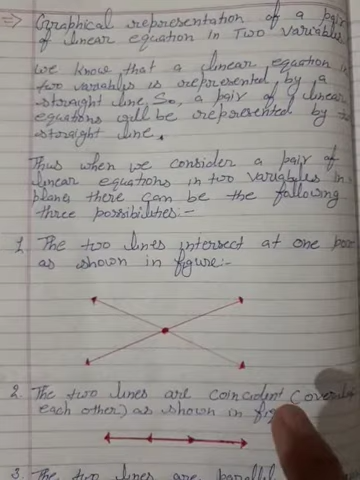 ⇒ Graphical representation of a pair
of linear equation in Two Variables
We know that a linear equation in
two variables is represented by a
straight line. So, a pair of linear
equations will be represented by two
straight line.
Thus when we consider a pair of
linear equations in two variables in
plane there can be the following
three possibilities:-
1. The two lines intersect at one
as shown in figure:-
2. The two lines are coincident
each other) as shown in
3. The two lines are parallel